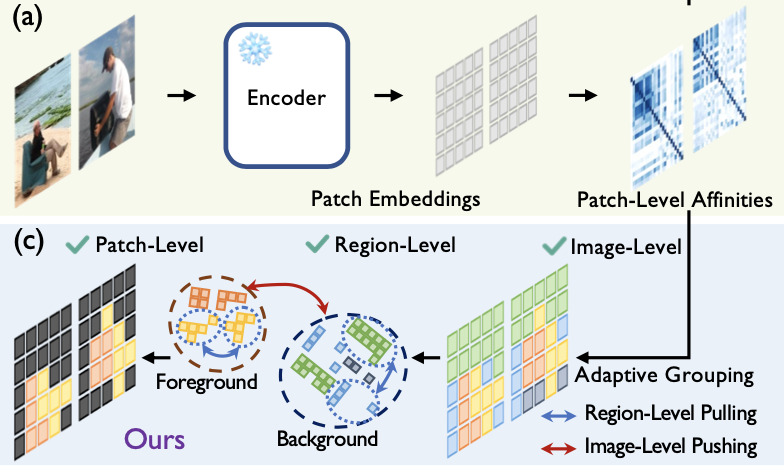 (a)
Encoder
Patch Embeddings
Patch-Level Affinities
(c)
Patch-Level
Region-Level
Image-Level
Foreground
Background
Adaptive Grouping
Region-Level Pulling
Image-Level Pushing
Ours